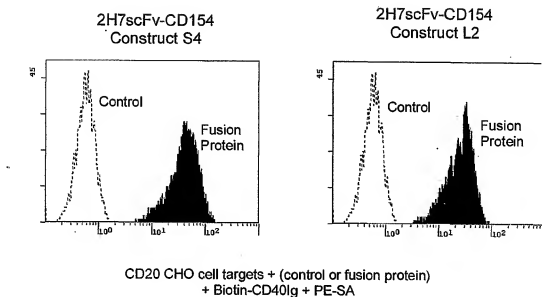 2H7scFv-CD154
Construct S4
2H7scFv-CD154
Construct L2
45
Control
Fusion
Protein
10⁰ 10¹ 10²
45
Control
Fusion
Protein
10⁰ 10¹ 10²
CD20 CHO cell targets + (control or fusion protein)
+ Biotin-CD40Ig + PE-SA